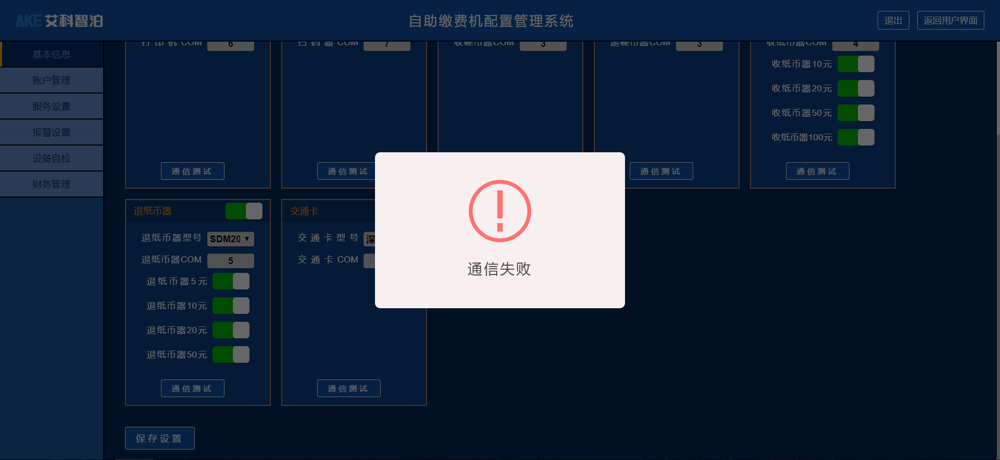 AKE 艾科智泊
自助缴费机配置管理系统
退出
返回用户界面
基本信息
账户管理
服务设置
报警设置
设备自检
财务管理
打印机COM 6
扫码器COM 7
收硬币器COM 3
退硬币器COM 3
收纸币器COM 4
收纸币器10元
收纸币器20元
收纸币器50元
收纸币器100元
通信测试
通信测试
通信测试
通信测试
退纸币器
退纸币器型号 SDM20
退纸币器COM 5
退纸币器5元
退纸币器10元
退纸币器20元
退纸币器50元
通信测试
交通卡
交通卡型号 深
交通卡COM
通信测试
通信失败
保存设置